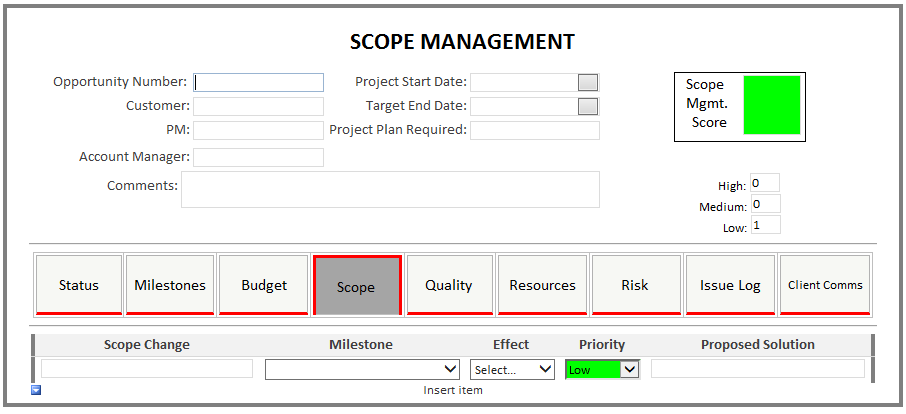 SCOPE MANAGEMENT
Opportunity Number:
Project Start Date:
Customer:
Target End Date:
PM:
Project Plan Required:
Account Manager:
Comments:
Scope
Mgmt.
Score
High: 0
Medium: 0
Low: 1
Status Milestones Budget Scope Quality Resources Risk Issue Log Client Comms
Scope Change Milestone Effect Priority Proposed Solution
Select... Low
Insert item